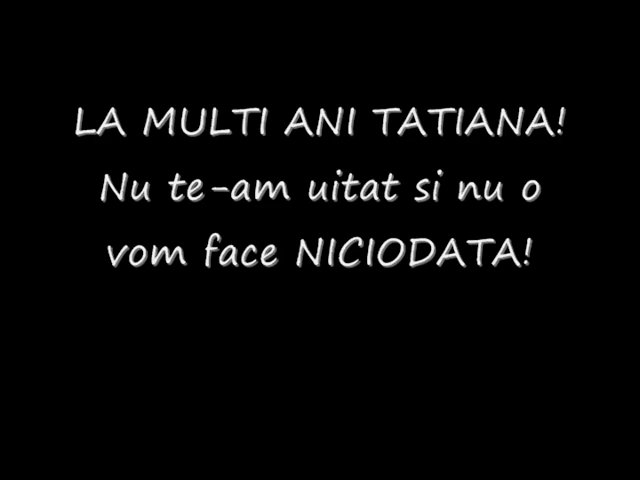 LA MULTI ANI TATIANA!
Nu te-am uitat si nu o
vom face NICIODATA!